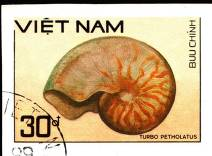 VIỆT NAM
BƯU CHÍNH
30đ
TURBO PETHOLATUS